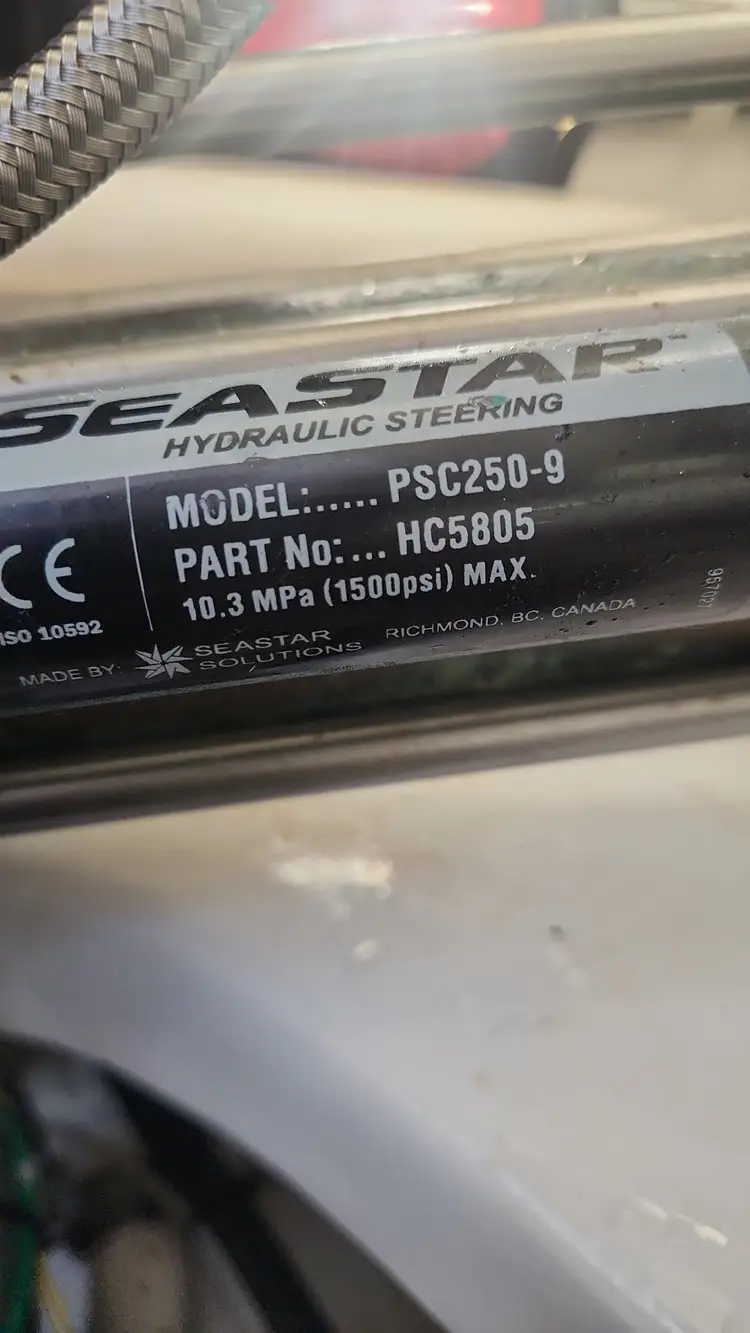 SEASTAR
HYDRAULIC STEERING
MODEL:...... PSC250-9
PART No:.... HC5805
10.3 MPa (1500psi) MAX.
CE
ISO 10592
MADE BY: SEASTAR SOLUTIONS RICHMOND, BC, CANADA